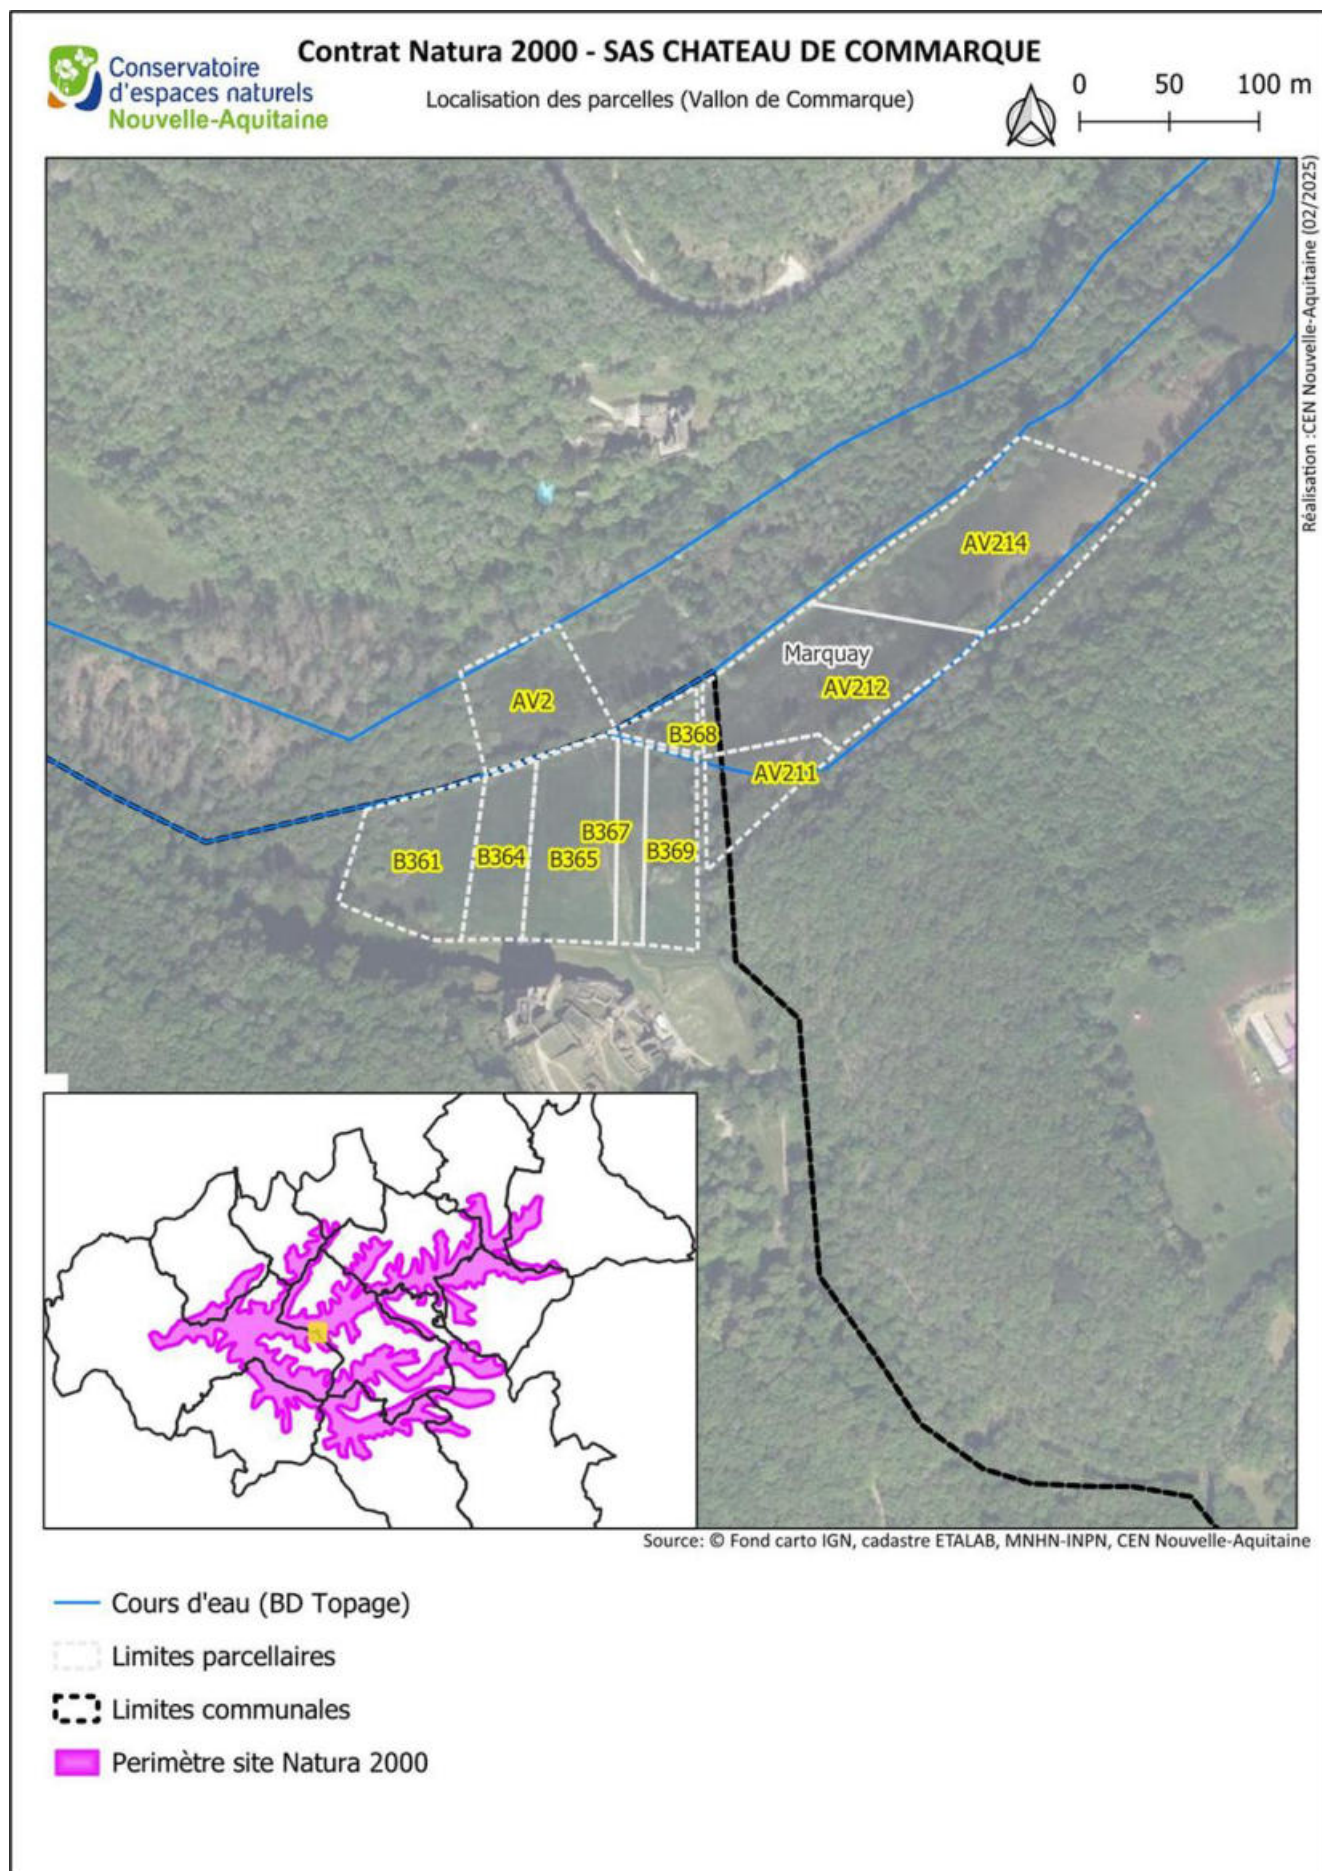 Contrat Natura 2000 - SAS CHATEAU DE COMMARQUE
Conservatoire
d'espaces naturels
Nouvelle-Aquitaine
Localisation des parcelles (Vallon de Commarque)
0 50 100 m
Réalisation :CEN Nouvelle-Aquitaine (02/2025)
AV214
Marquay
AV212
AV2
B368
AV211
B367
B361
B364
B365
B369
Source: © Fond carto IGN, cadastre ETALAB, MNHN-INPN, CEN Nouvelle-Aquitaine
Cours d'eau (BD Topage)
Limites parcellaires
Limites communales
Perimètre site Natura 2000